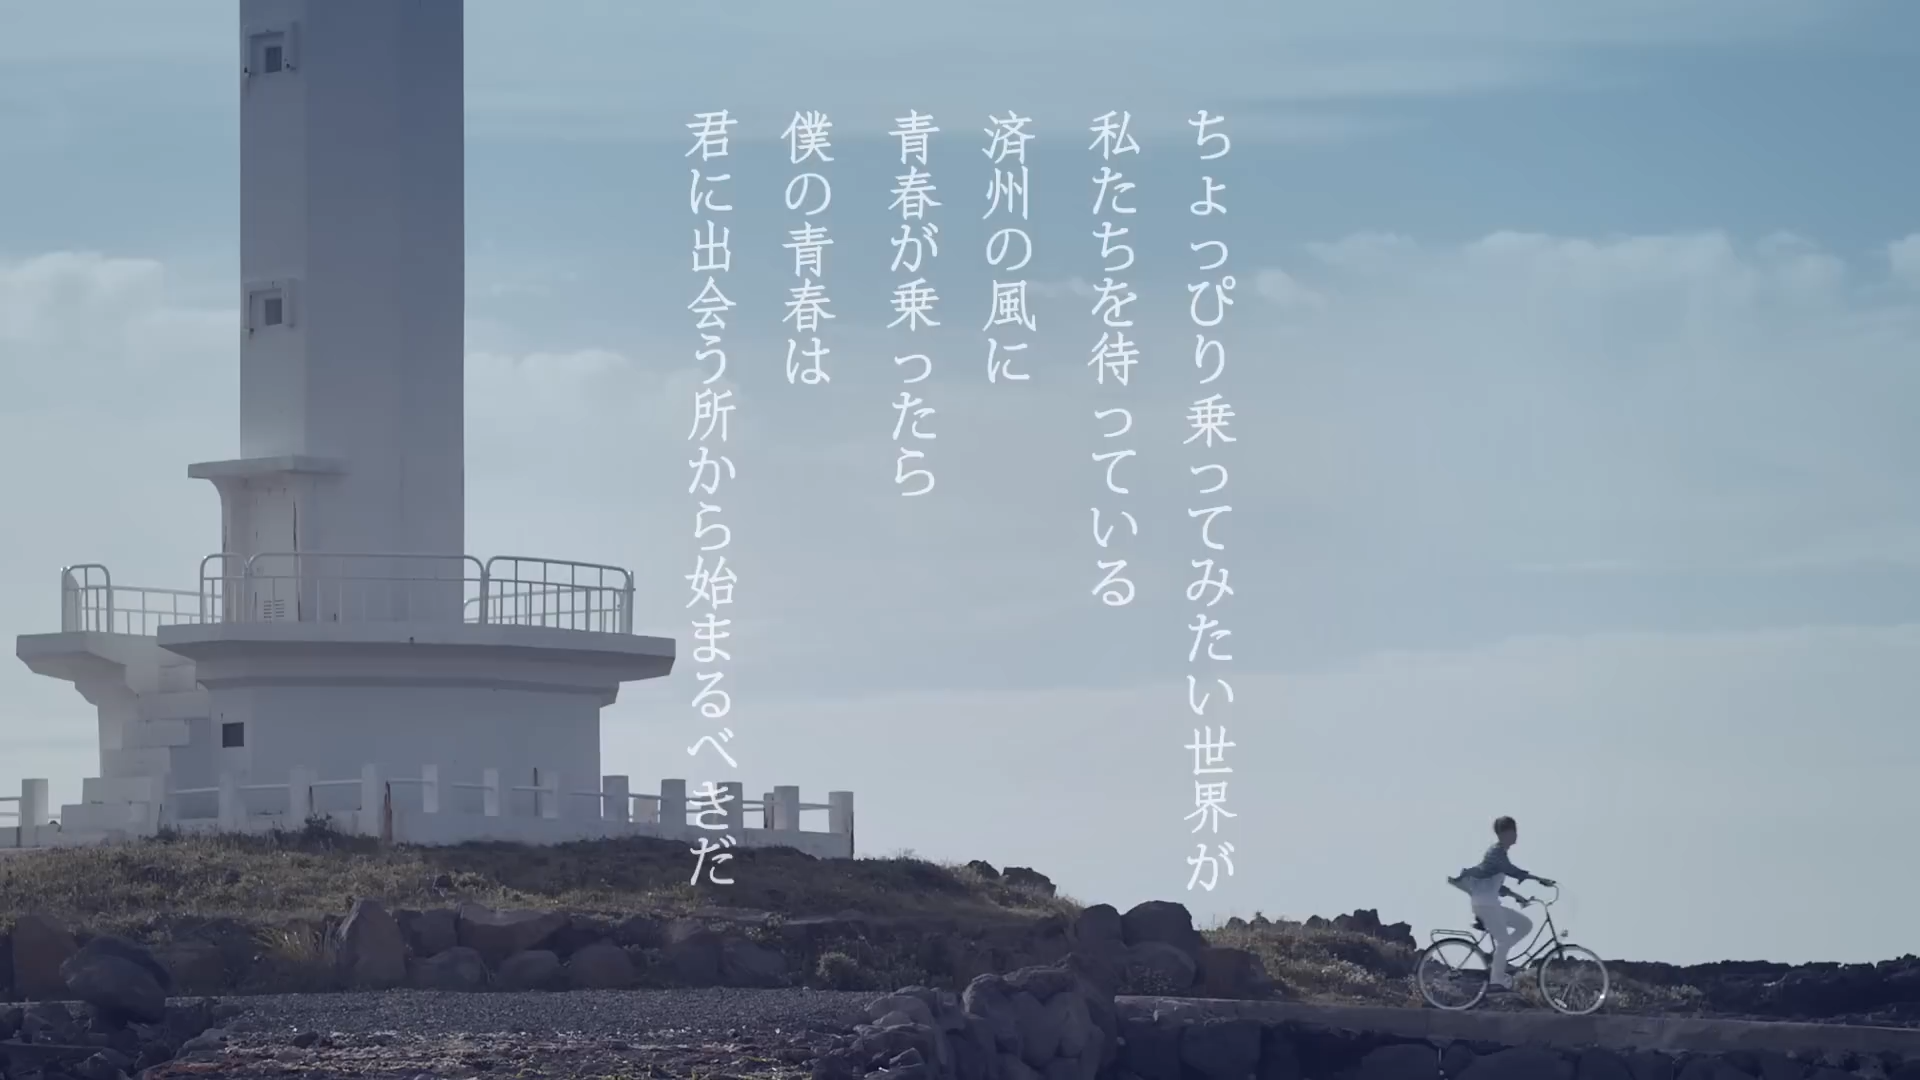 ちょっぴり乗ってみたい世界が
私たちを待っている
済州の風に
青春が乗ったら
僕の青春は
君に出会う所から始まるべきだ